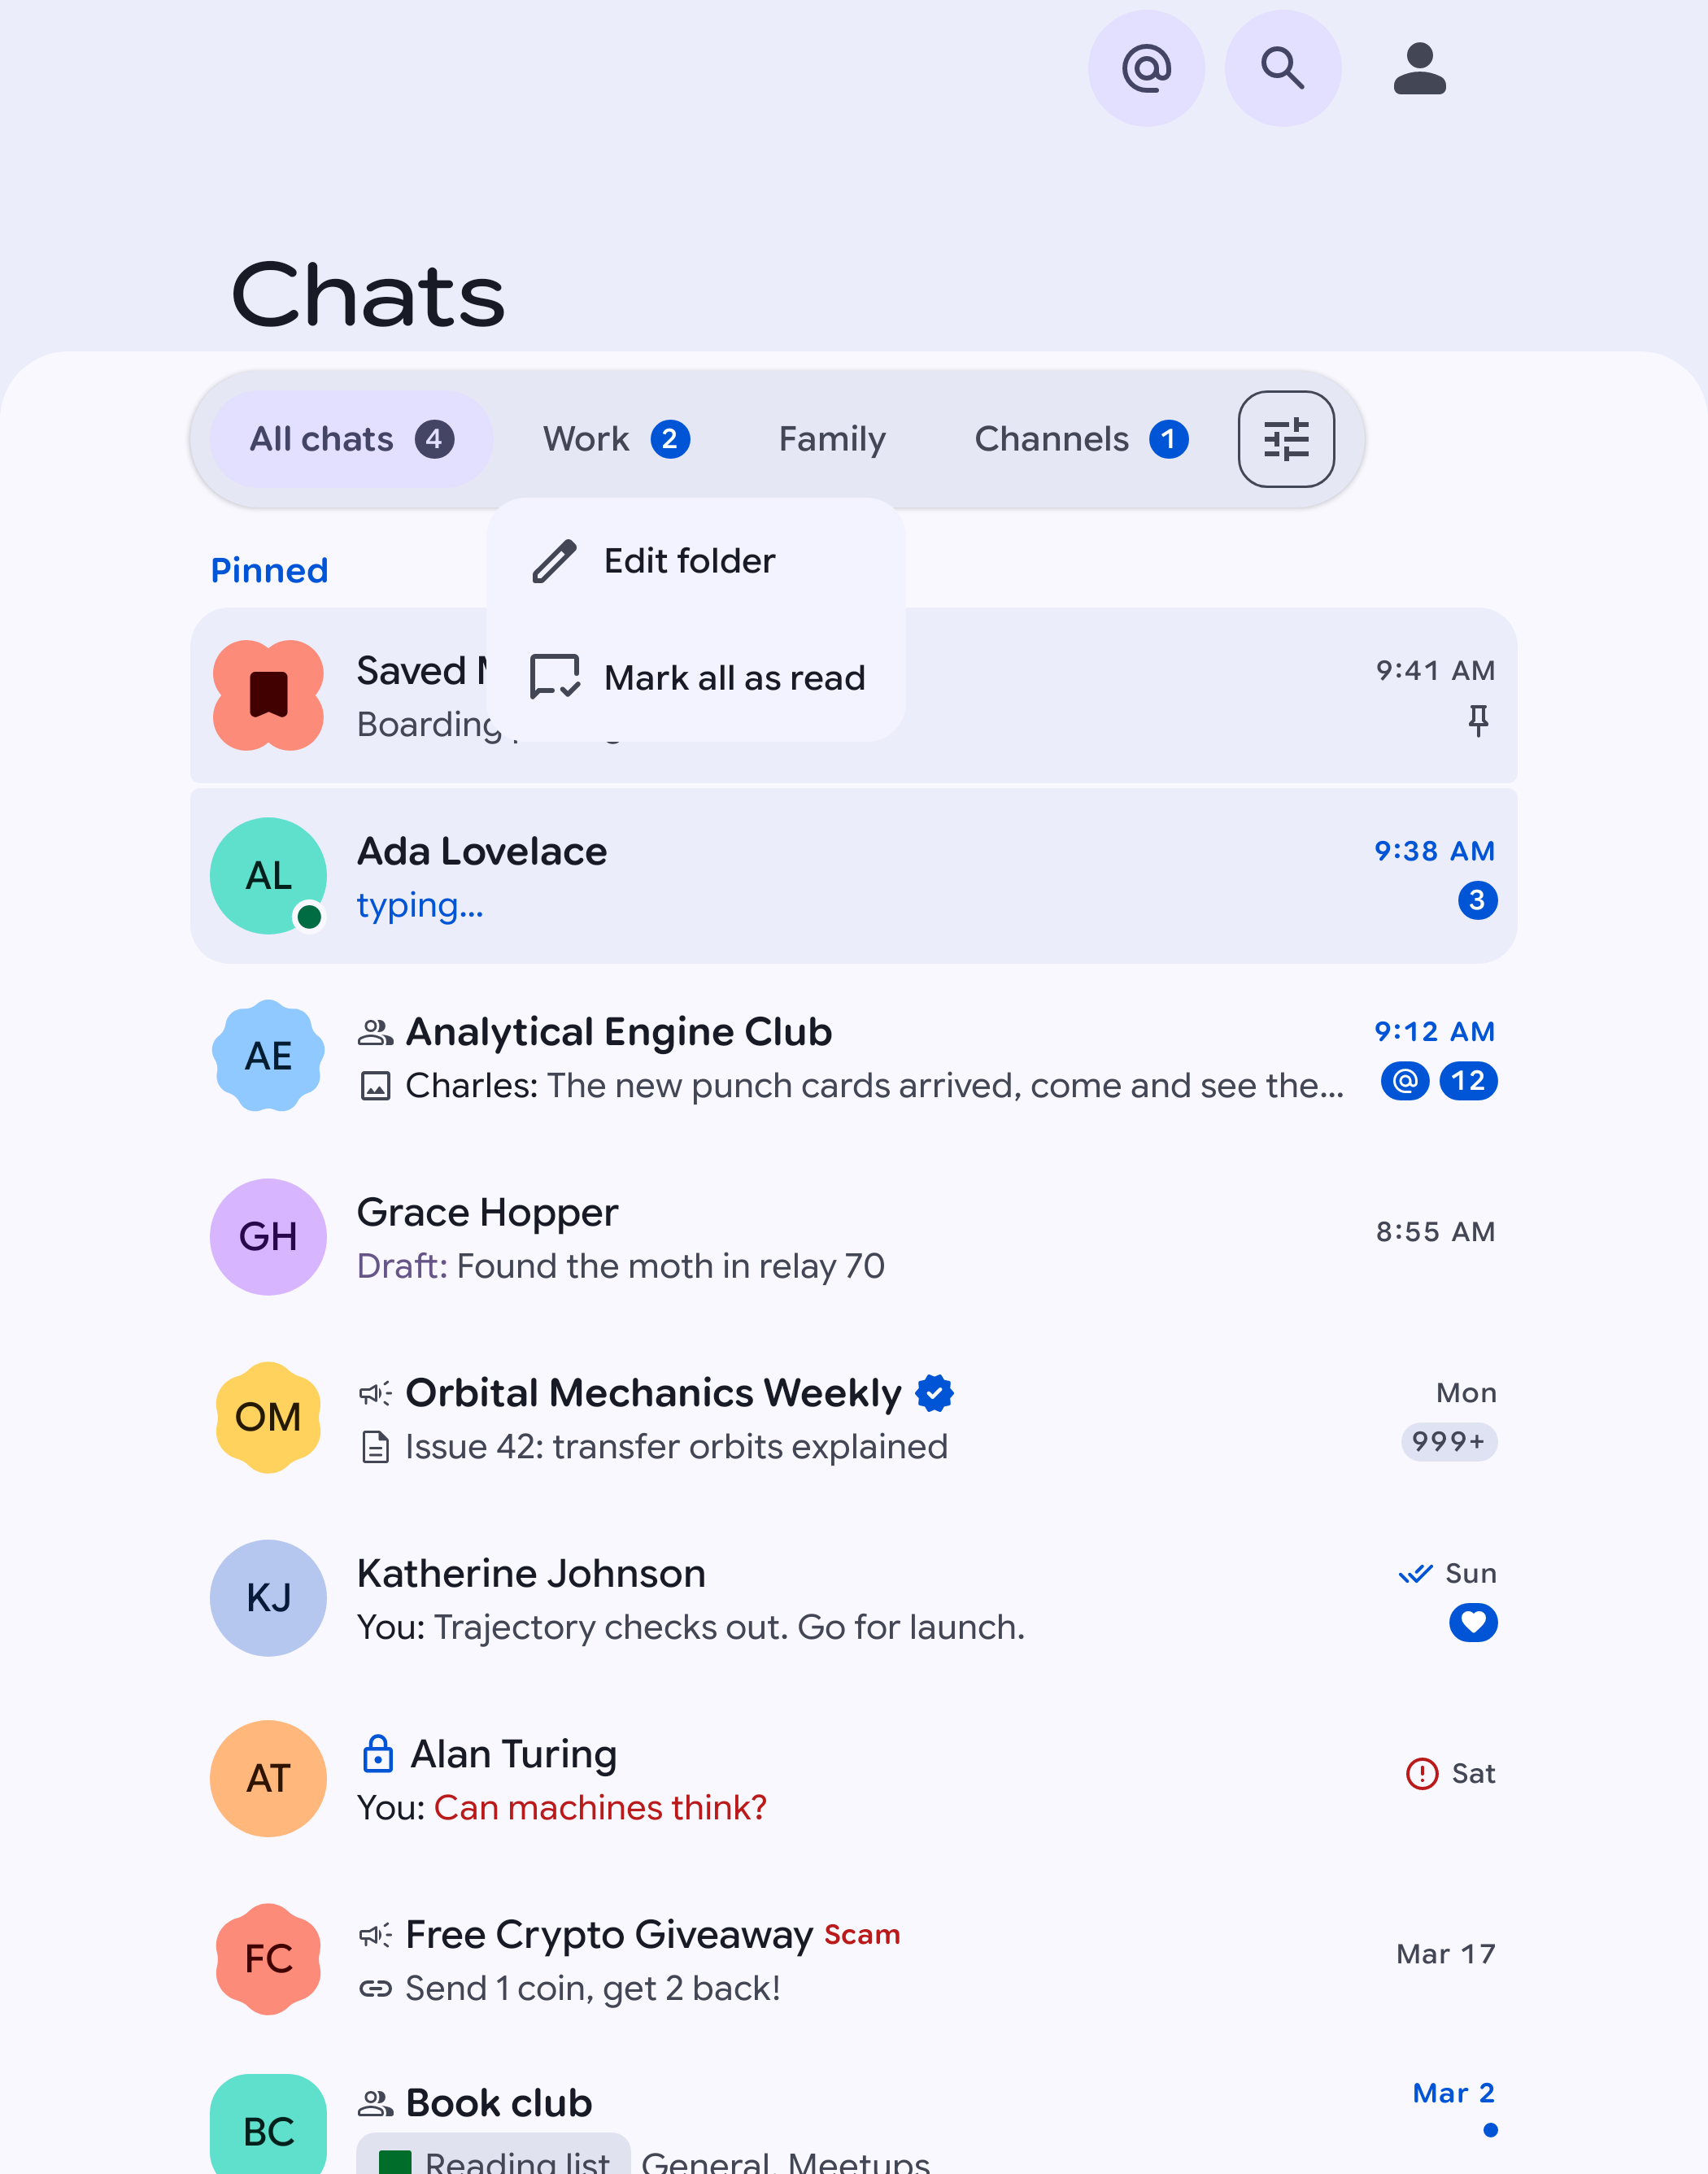 Chats
All chats 4 Work 2 Family Channels 1
Edit folder
Pinned
Mark all as read
Saved
9:41 AM
Boarding
AL
Ada Lovelace
9:38 AM
typing...
3
AE
Analytical Engine Club
9:12 AM
Charles: The new punch cards arrived, come and see the...
@ 12
GH
Grace Hopper
8:55 AM
Draft: Found the moth in relay 70
OM
Orbital Mechanics Weekly
Mon
Issue 42: transfer orbits explained
999+
KJ
Katherine Johnson
Sun
You: Trajectory checks out. Go for launch.
AT
Alan Turing
Sat
You: Can machines think?
FC
Free Crypto Giveaway Scam
Mar 17
Send 1 coin, get 2 back!
BC
Book club
Mar 2
Reading list General, Meetups